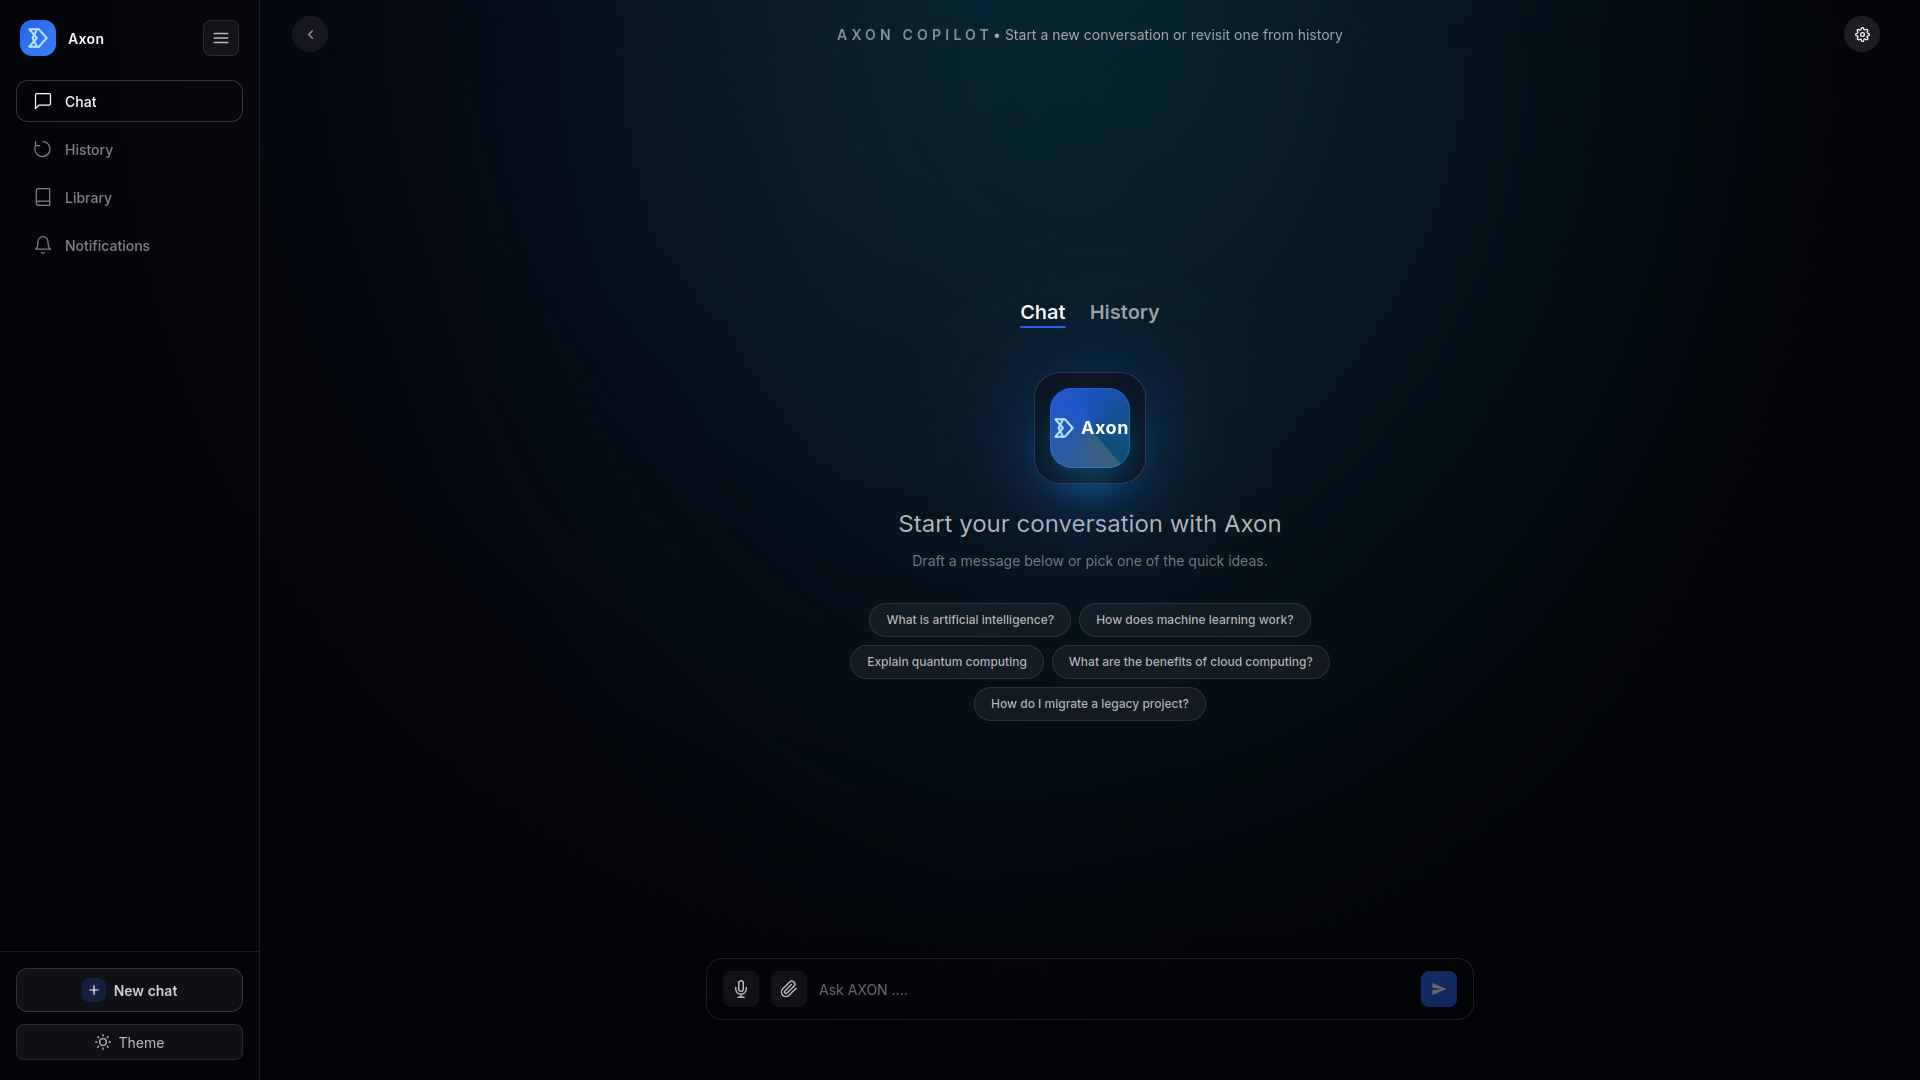 Axon
Chat
History
Library
Notifications
New chat
Theme
AXON COPILOT • Start a new conversation or revisit one from history
Chat History
Axon
Start your conversation with Axon
Draft a message below or pick one of the quick ideas.
What is artificial intelligence? How does machine learning work?
Explain quantum computing What are the benefits of cloud computing?
How do I migrate a legacy project?
Ask AXON ....